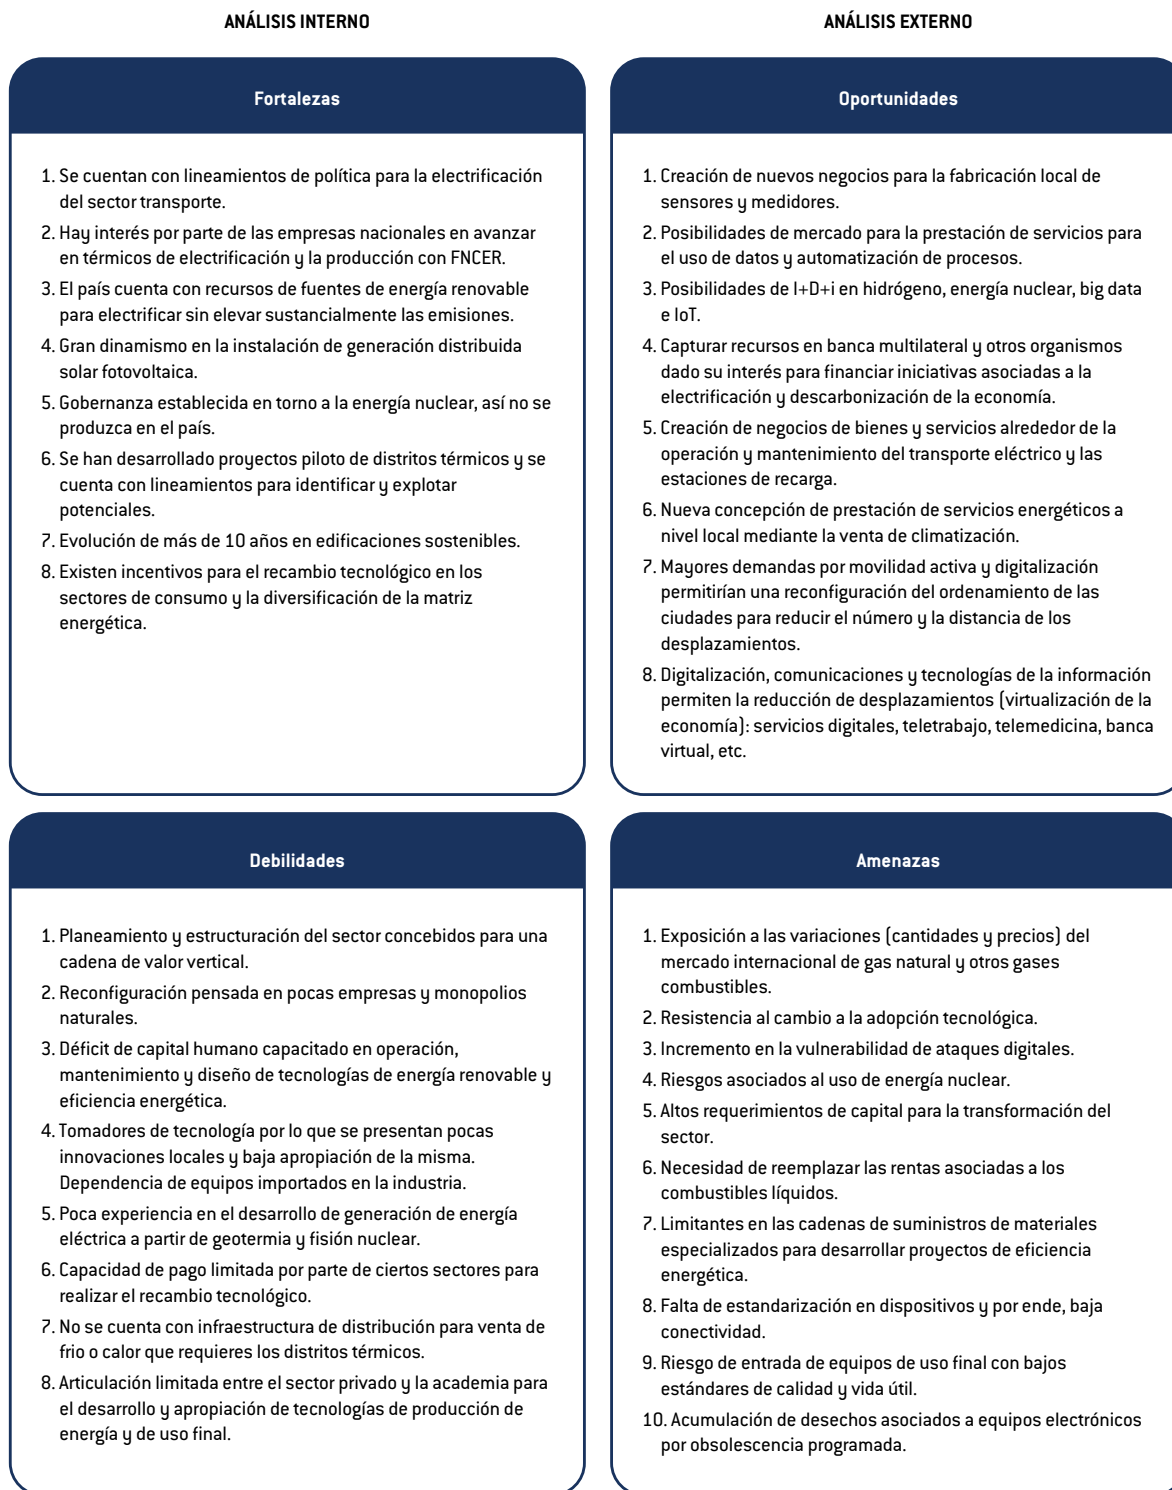 ANÁLISIS INTERNO
ANÁLISIS EXTERNO
Fortalezas
1. Se cuentan con lineamientos de política para la electrificación
del sector transporte.
2. Hay interés por parte de las empresas nacionales en avanzar
en térmicos de electrificación y la producción con FNCER.
3. El país cuenta con recursos de fuentes de energía renovable
para electrificar sin elevar sustancialmente las emisiones.
4. Gran dinamismo en la instalación de generación distribuida
solar fotovoltaica.
5. Gobernanza establecida en torno a la energía nuclear, así no se
produzca en el país.
6. Se han desarrollado proyectos piloto de distritos térmicos y se
cuenta con lineamientos para identificar y explotar
potenciales.
7. Evolución de más de 10 años en edificaciones sostenibles.
8. Existen incentivos para el recambio tecnológico en los
sectores de consumo y la diversificación de la matriz
energética.
Oportunidades
1. Creación de nuevos negocios para la fabricación local de
sensores y medidores.
2. Posibilidades de mercado para la prestación de servicios para
el uso de datos y automatización de procesos.
3. Posibilidades de I+D+i en hidrógeno, energía nuclear, big data
e IoT.
4. Capturar recursos en banca multilateral y otros organismos
dado su interés para financiar iniciativas asociadas a la
electrificación y descarbonización de la economía.
5. Creación de negocios de bienes y servicios alrededor de la
operación y mantenimiento del transporte eléctrico y las
estaciones de recarga.
6. Nueva concepción de prestación de servicios energéticos a
nivel local mediante la venta de climatización.
7. Mayores demandas por movilidad activa y digitalización
permitirían una reconfiguración del ordenamiento de las
ciudades para reducir el número y la distancia de los
desplazamientos.
8. Digitalización, comunicaciones y tecnologías de la información
permiten la reducción de desplazamientos (virtualización de la
economía): servicios digitales, teletrabajo, telemedicina, banca
virtual, etc.
Debilidades
1. Planeamiento y estructuración del sector concebidos para una
cadena de valor vertical.
2. Reconfiguración pensada en pocas empresas y monopolios
naturales.
3. Déficit de capital humano capacitado en operación,
mantenimiento y diseño de tecnologías de energía renovable y
eficiencia energética.
4. Tomadores de tecnología por lo que se presentan pocas
innovaciones locales y baja apropiación de la misma.
Dependencia de equipos importados en la industria.
5. Poca experiencia en el desarrollo de generación de energía
eléctrica a partir de geotermia y fisión nuclear.
6. Capacidad de pago limitada por parte de ciertos sectores para
realizar el recambio tecnológico.
7. No se cuenta con infraestructura de distribución para venta de
frio o calor que requieres los distritos térmicos.
8. Articulación limitada entre el sector privado y la academia para
el desarrollo y apropiación de tecnologías de producción de
energía y de uso final.
Amenazas
1. Exposición a las variaciones (cantidades y precios) del
mercado internacional de gas natural y otros gases
combustibles.
2. Resistencia al cambio a la adopción tecnológica.
3. Incremento en la vulnerabilidad de ataques digitales.
4. Riesgos asociados al uso de energía nuclear.
5. Altos requerimientos de capital para la transformación del
sector.
6. Necesidad de reemplazar las rentas asociadas a los
combustibles líquidos.
7. Limitantes en las cadenas de suministros de materiales
especializados para desarrollar proyectos de eficiencia
energética.
8. Falta de estandarización en dispositivos y por ende, baja
conectividad.
9. Riesgo de entrada de equipos de uso final con bajos
estándares de calidad y vida útil.
10. Acumulación de desechos asociados a equipos electrónicos
por obsolescencia programada.